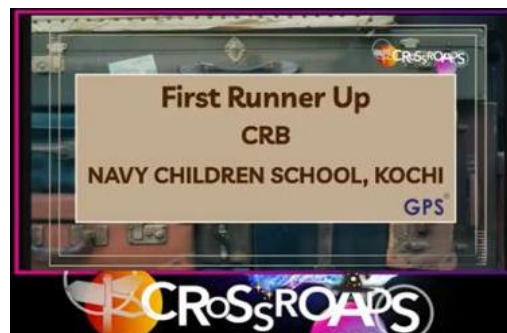 CRoSSROADS
First Runner Up
CRB
NAVY CHILDREN SCHOOL, KOCHI
GPS
CRoSSROADS